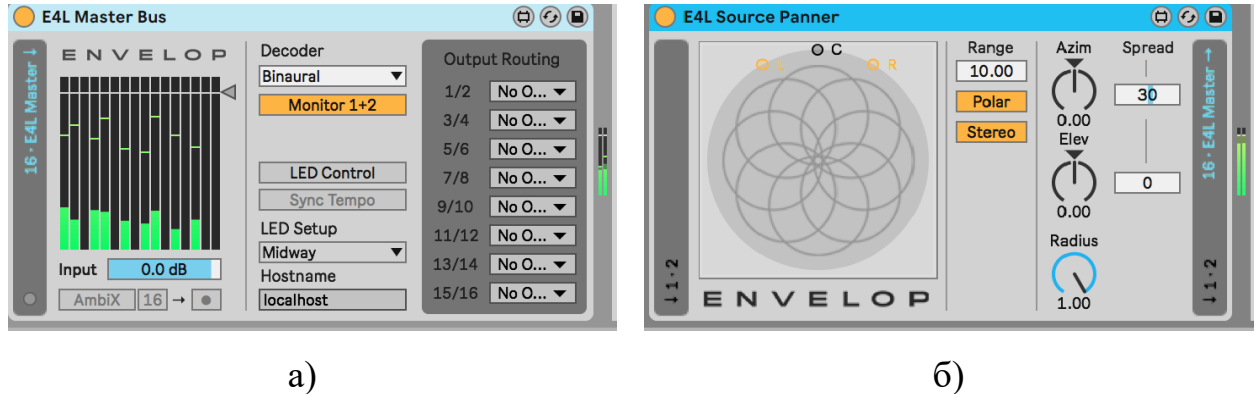 E4L Master Bus
16 · E4L Master ↓
ENVELOP
Input
0.0 dB
AmbiX
16 →
Decoder
Binaural
Monitor 1+2
LED Control
Sync Tempo
LED Setup
Midway
Hostname
localhost
Output Routing
1/2 No O...
3/4 No O...
5/6 No O...
7/8 No O...
9/10 No O...
11/12 No O...
13/14 No O...
15/16 No O...
а)
E4L Source Panner
↓ 1 · 2
C
L
R
ENVELOP
Range
10.00
Polar
Stereo
Azim
0.00
Elev
0.00
Radius
1.00
Spread
30
0
16 · E4L Master →
↓ 1 · 2
б)